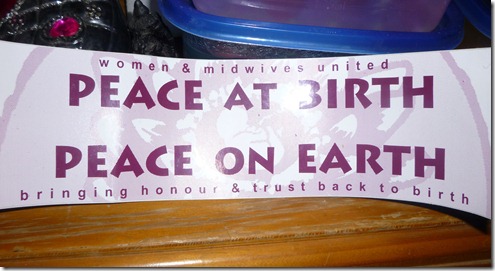 women & midwives united
PEACE AT BIRTH
PEACE ON EARTH
bringing honour & trust back to birth